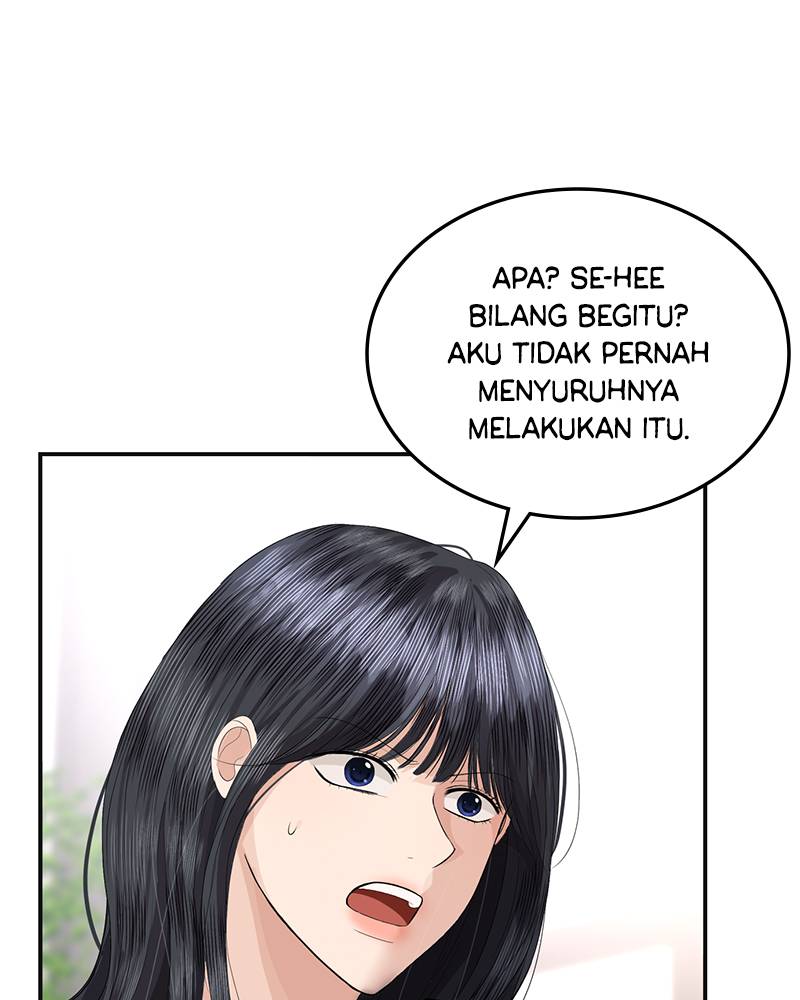 APA? SE-HEE
BILANG BEGITU?
AKU TIDAK PERNAH
MENYURUHNYA
MELAKUKAN ITU.